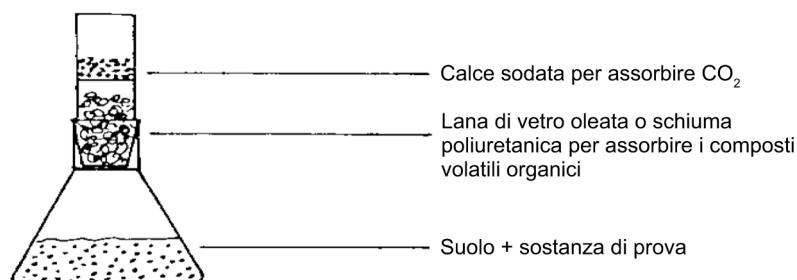 Calce sodata per assorbire CO₂
Lana di vetro oleata o schiuma
poliuretanica per assorbire i composti
volatili organici
Suolo + sostanza di prova